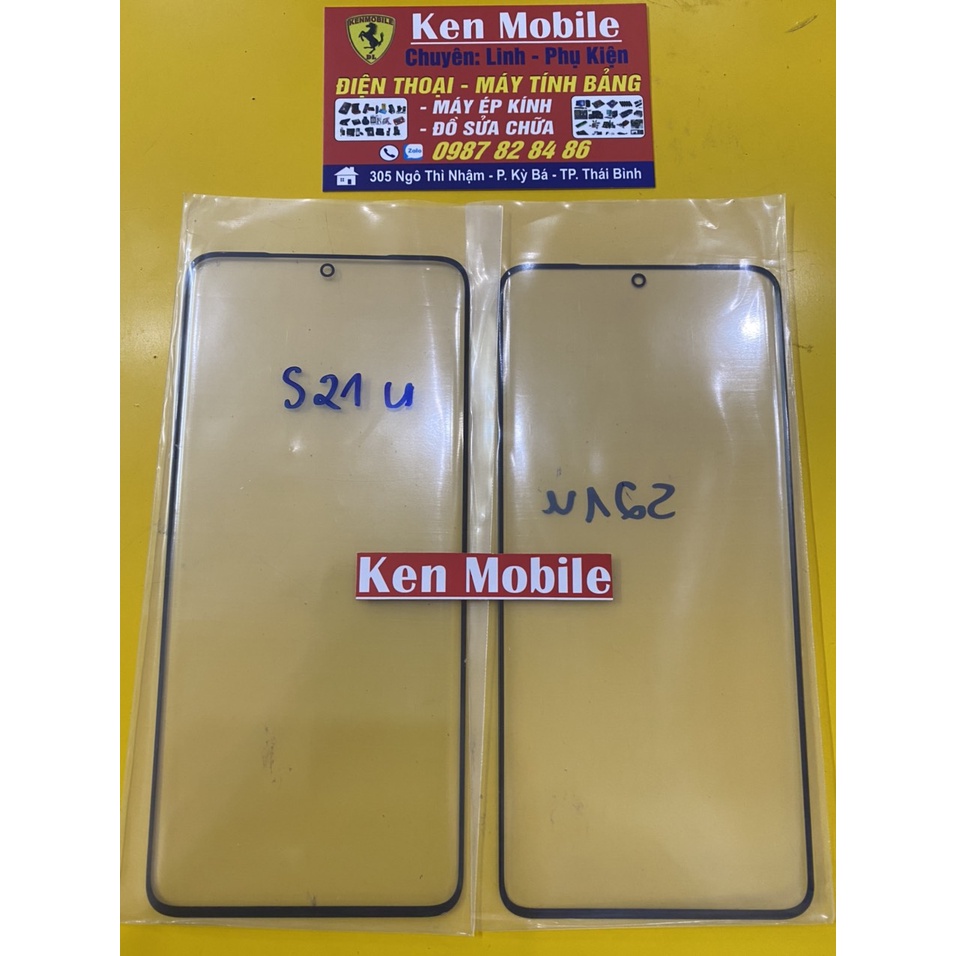 KENMOBILE
ĐL
Ken Mobile
Chuyên: Linh - Phụ Kiện
ĐIỆN THOẠI - MÁY TÍNH BẢNG
- MÁY ÉP KÍNH
- ĐỒ SỬA CHỮA
Zalo 0987 82 84 86
305 Ngô Thì Nhậm - P. Kỳ Bá - TP. Thái Bình
S21 u
S21u
Ken Mobile